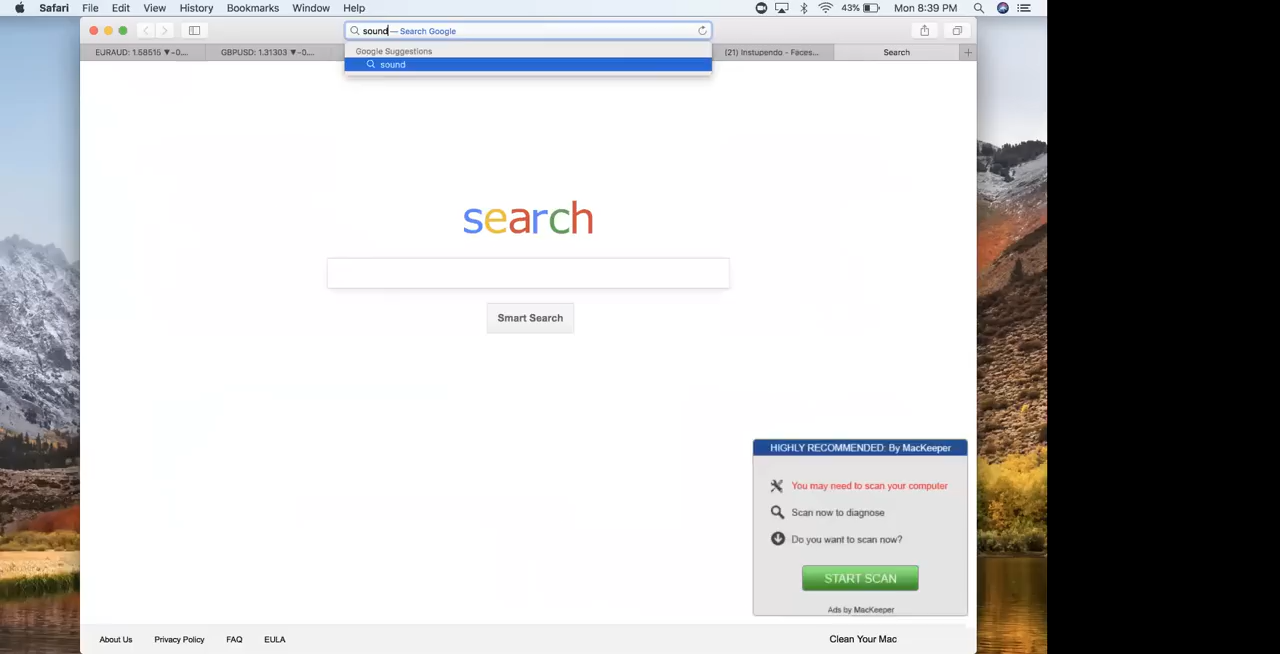 Safari File Edit View History Bookmarks Window Help 43% Mon 8:39 PM
sound — Search Google
Google Suggestions
sound
EURAUD: 1.58515 ▼−0.... GBPUSD: 1.31303 ▼−0.... (21) Instupendo - Faces... Search
search
Smart Search
HIGHLY RECOMMENDED: By MacKeeper
You may need to scan your computer
Scan now to diagnose
Do you want to scan now?
START SCAN
Ads by MacKeeper
About Us Privacy Policy FAQ EULA Clean Your Mac